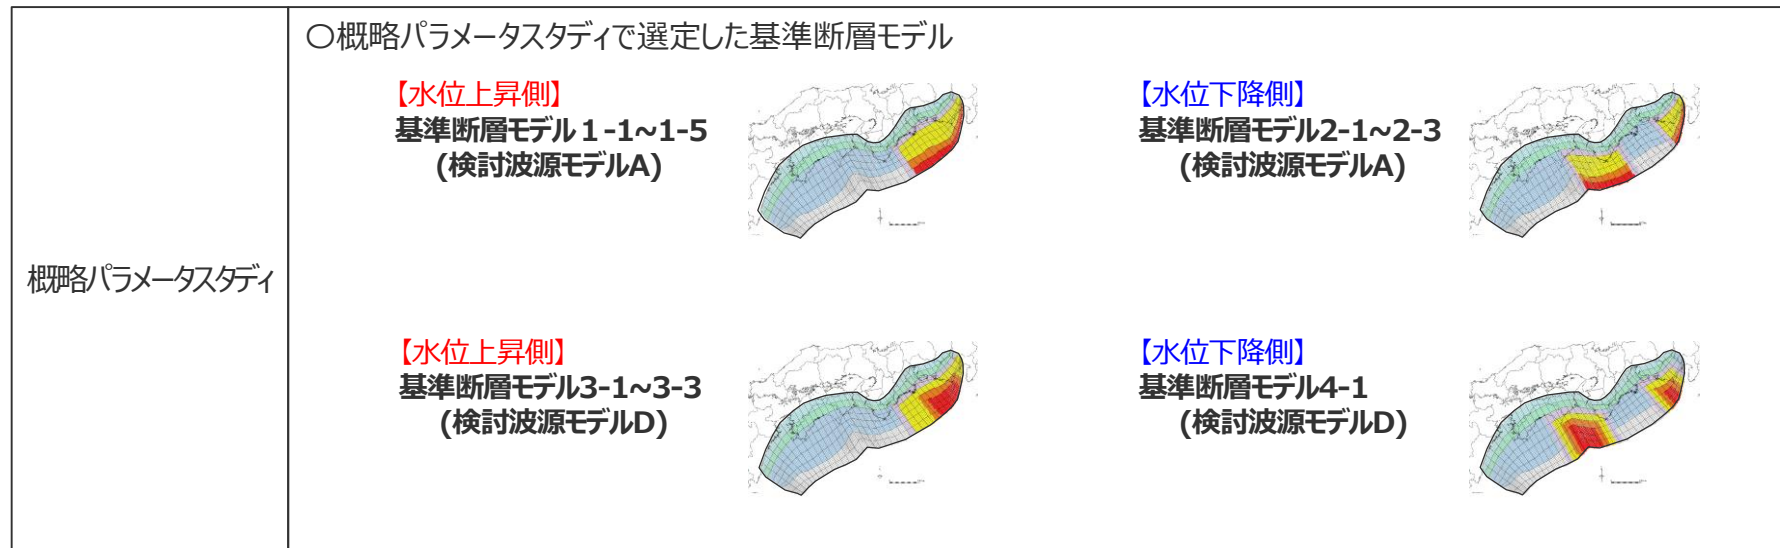 概略パラメータスタディ
〇概略パラメータスタディで選定した基準断層モデル
【水位上昇側】
基準断層モデル１-1~1-5
(検討波源モデルA)
【水位下降側】
基準断層モデル2-1~2-3
(検討波源モデルA)
【水位上昇側】
基準断層モデル3-1~3-3
(検討波源モデルD)
【水位下降側】
基準断層モデル4-1
(検討波源モデルD)